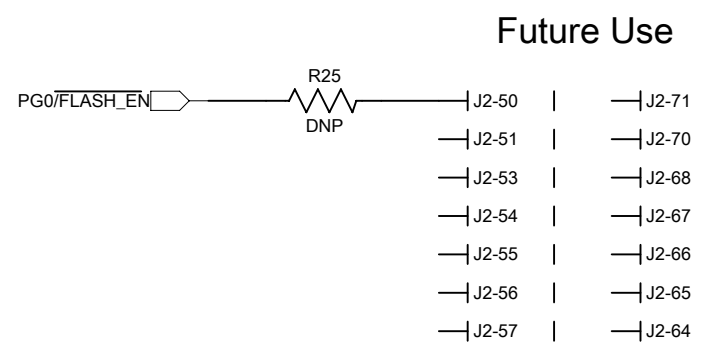 Future Use
R25
PG0/FLASH_EN J2-50 | J2-71
DNP
J2-51 | J2-70
J2-53 | J2-68
J2-54 | J2-67
J2-55 | J2-66
J2-56 | J2-65
J2-57 | J2-64